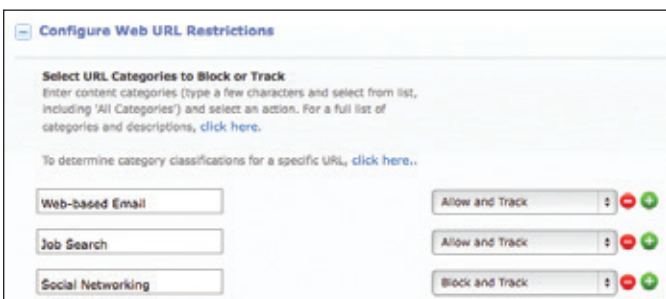 Configure Web URL Restrictions
Select URL Categories to Block or Track
Enter content categories (type a few characters and select from list,
including 'All Categories') and select an action. For a full list of
categories and descriptions, click here.
To determine category classifications for a specific URL, click here..
Web-based Email Allow and Track
Job Search Allow and Track
Social Networking Block and Track